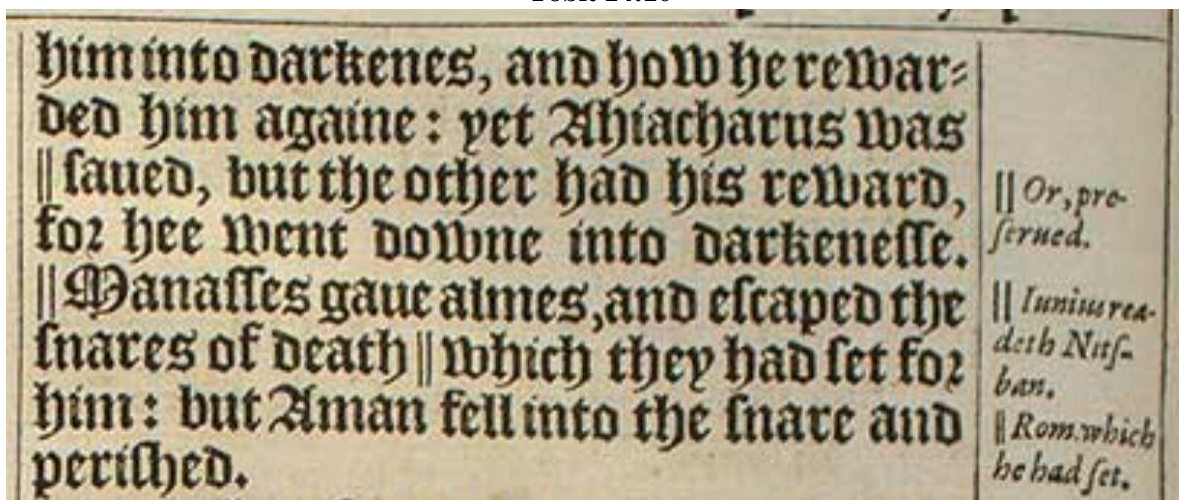 him into darkenes, and how he rewar⸗
ded him againe: yet Ahiacharus was
‖ ſaued, but the other had his reward,
foꝛ hee went downe into darkeneſſe.
‖ Manaſſes gaue almes, and eſcaped the
ſnares of death ‖ which they had ſet foꝛ
him: but Aman fell into the ſnare and
periſhed.
‖ Or, pre-
ſerued.
‖ Iunius rea-
deth Nitſ-
ban.
‖ Rom. which
he had ſet.